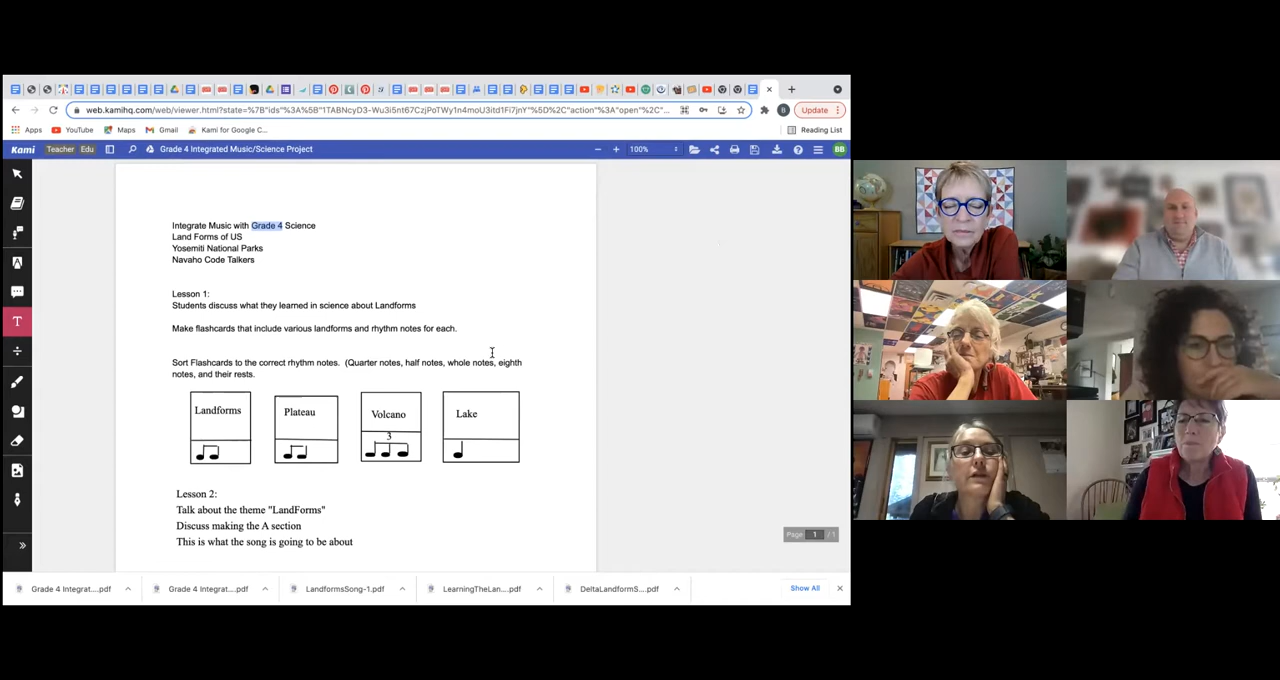 web.kamihq.com/web/viewer.html?state=%7B"ids"%3A%5B"1TABNcyD3-Wu3i5nt67CzjPoTWy1n4moU3itd1Fi7jnY"%5D%2C"action"%3A"open"%2C"...
Update
Apps YouTube Maps Gmail Kami for Google C... Reading List
Kami Teacher Edu Grade 4 Integrated Music/Science Project 100% BB
Integrate Music with Grade 4 Science
Land Forms of US
Yosemiti National Parks
Navaho Code Talkers
Lesson 1:
Students discuss what they learned in science about Landforms
Make flashcards that include various landforms and rhythm notes for each.
Sort Flashcards to the correct rhythm notes. (Quarter notes, half notes, whole notes, eighth
notes, and their rests.
Landforms Plateau Volcano Lake
3
Lesson 2:
Talk about the theme "LandForms"
Discuss making the A section
This is what the song is going to be about
Page 1 / 1
Grade 4 Integrat....pdf Grade 4 Integrat....pdf LandformsSong-1.pdf LearningTheLan....pdf DeltaLandformS....pdf Show All